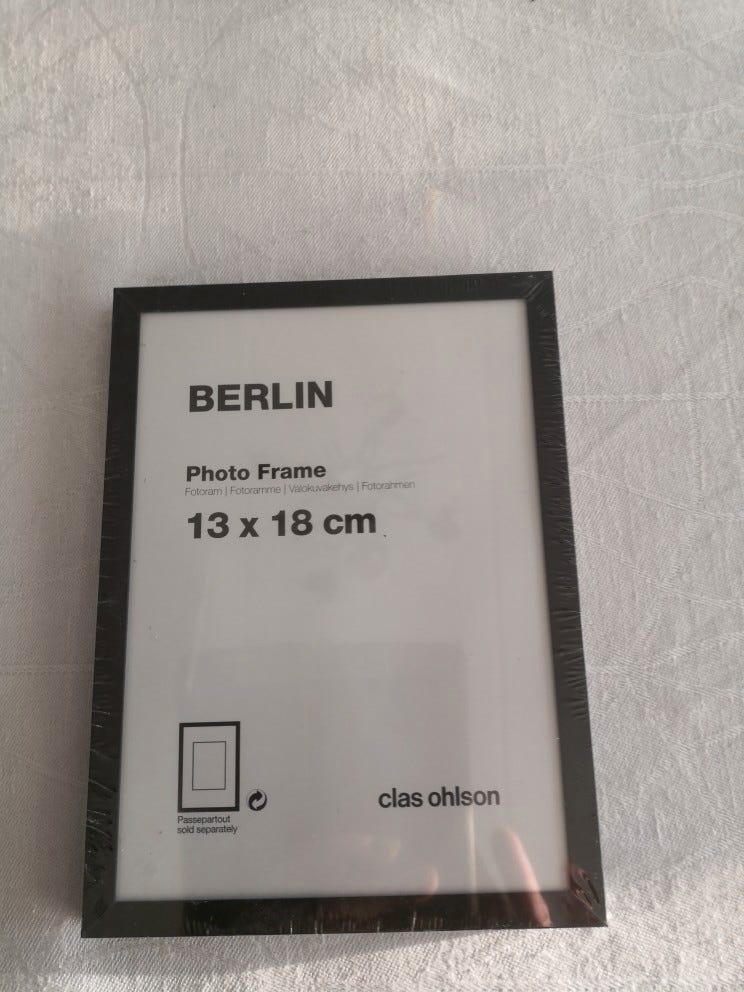 BERLIN
Photo Frame
Fotoram | Fotoramme | Valokuvakehys | Fotorahmen
13 x 18 cm
Passepartout
sold separately
clas ohlson